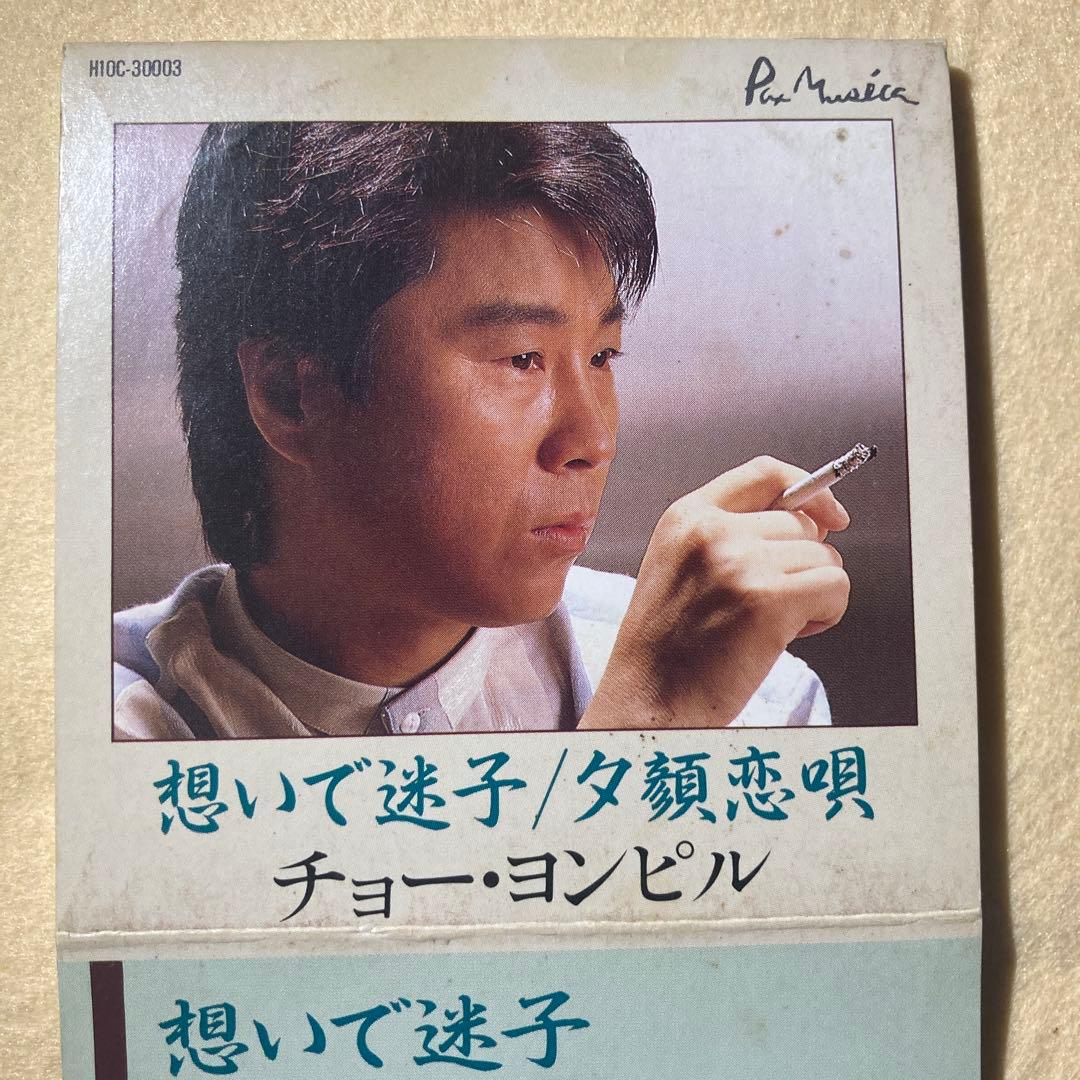 H10C-30003
Pax Musica
想いで迷子/夕顔恋唄
チョー・ヨンピル
想いで迷子